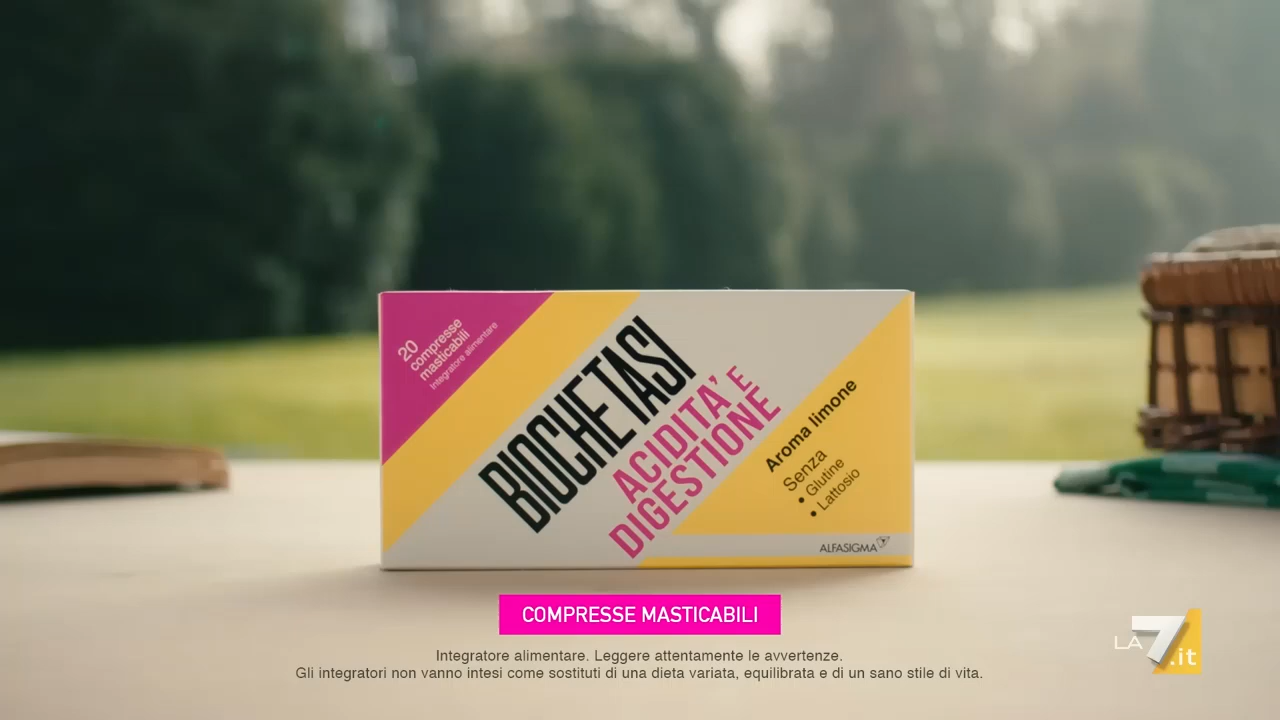 20
compresse
masticabili
Integratore alimentare
BIOCHETASI
ACIDITA' E
DIGESTIONE
Aroma limone
Senza
• Glutine
• Lattosio
ALFASIGMA
COMPRESSE MASTICABILI
Integratore alimentare. Leggere attentamente le avvertenze.
Gli integratori non vanno intesi come sostituti di una dieta variata, equilibrata e di un sano stile di vita.
LA7.it